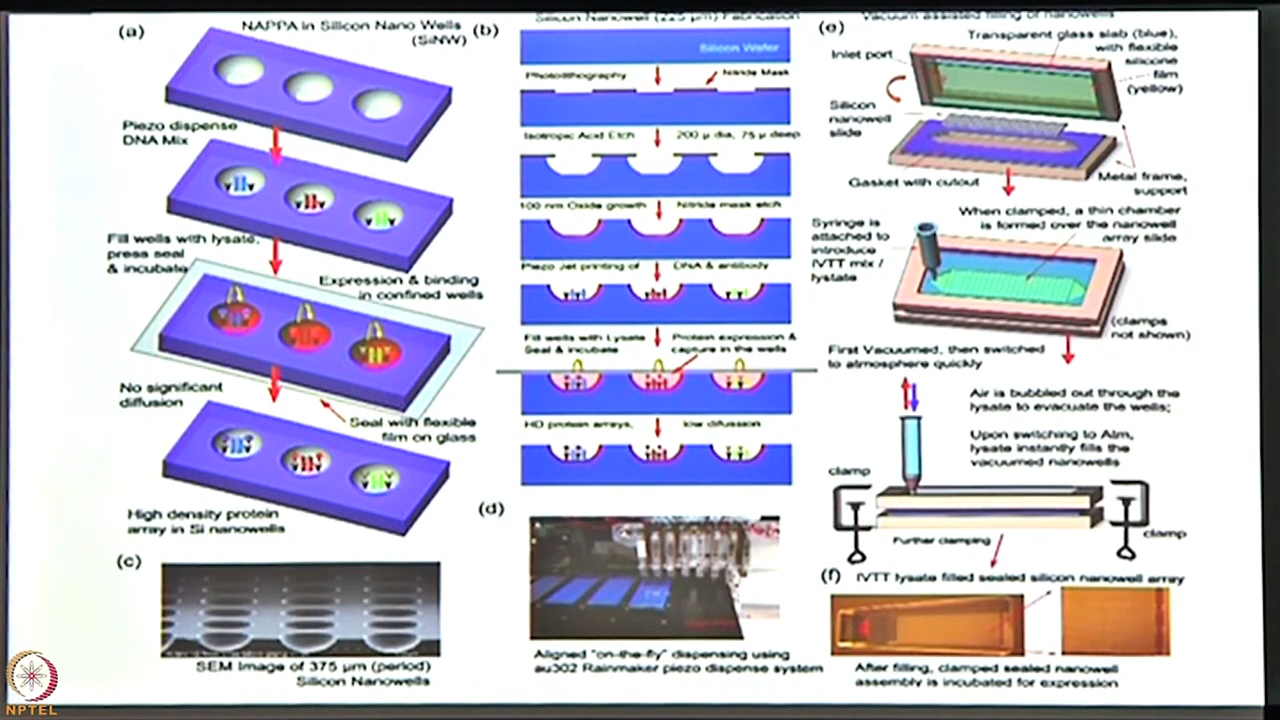 (a)
NAPPA in Silicon Nano Wells
(SiNW)
Piezo dispense
DNA Mix
Fill wells with lysate,
press seal
& incubate
Expression & binding
in confined wells
No significant
diffusion
Seal with flexible
film on glass
High density protein
array in Si nanowells
(b)
Silicon Nanowell (225 µm) Fabrication
Silicon Wafer
Photolithography
Nitride Mask
Isotropic Acid Etch
200 µ dia, 75 µ deep
100 nm Oxide growth
Nitride mask etch
Piezo Jet printing of
DNA & antibody
Fill wells with Lysate
Seal & incubate
Protein expression &
capture in the wells
HD protein arrays,
low difussion
(c)
SEM Image of 375 µm (period)
Silicon Nanowells
(d)
Aligned "on-the-fly" dispensing using
au302 Rainmaker piezo dispense system
(e)
Vacuum assisted filling of nanowells
Transparent glass slab (blue),
with flexible
silicone
film
(yellow)
Inlet port
Silicon
nanowell
slide
Gasket with cutout
Metal frame,
support
Syringe is
attached to
introduce
IVTT mix /
lystate
When clamped, a thin chamber
is formed over the nanowell
array slide
(clamps
not shown)
First Vacuumed, then switched
to atmosphere quickly
Air is bubbled out through the
lysate to evacuate the wells;
Upon switching to Atm,
lysate instantly fills the
vacuumed nanowells
clamp
clamp
Further clamping
(f)
IVTT lysate filled sealed silicon nanowell array
After filling, clamped sealed nanowell
assembly is incubated for expression
NPTEL